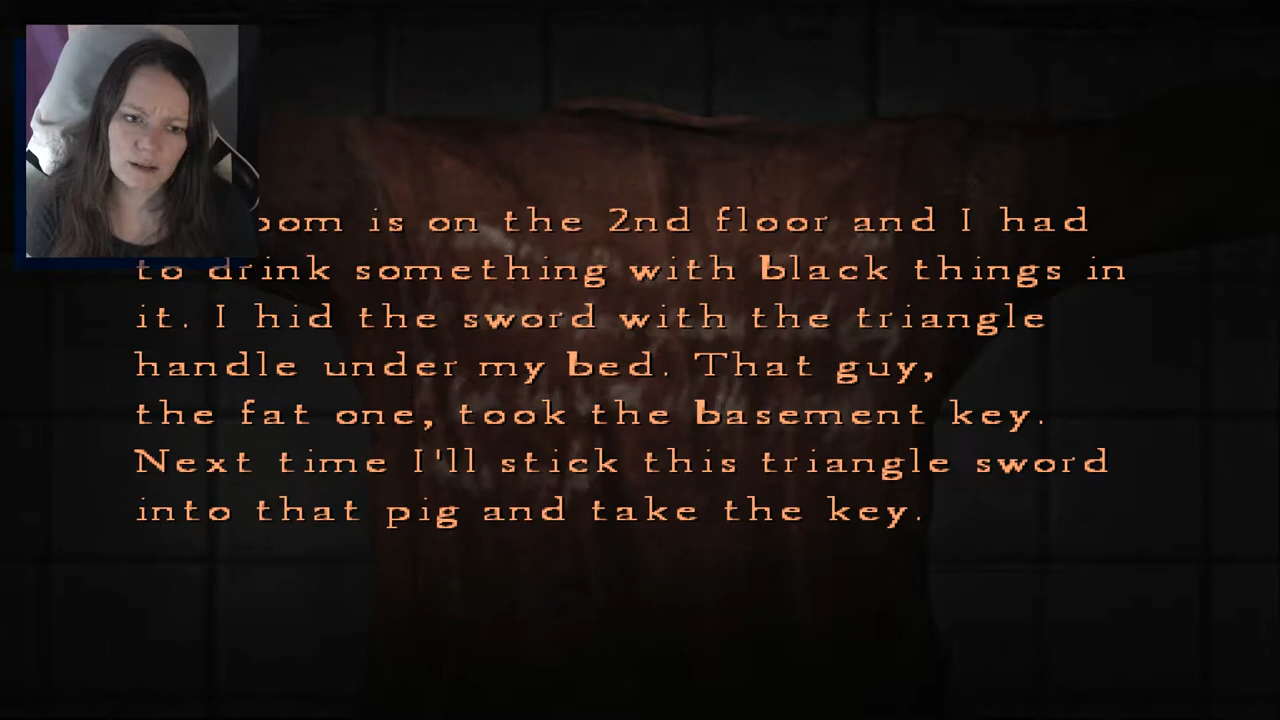 is on the 2nd floor and I had
to drink something with black things in
it. I hid the sword with the triangle
handle under my bed. That guy,
the fat one, took the basement key.
Next time I'll stick this triangle sword
into that pig and take the key.